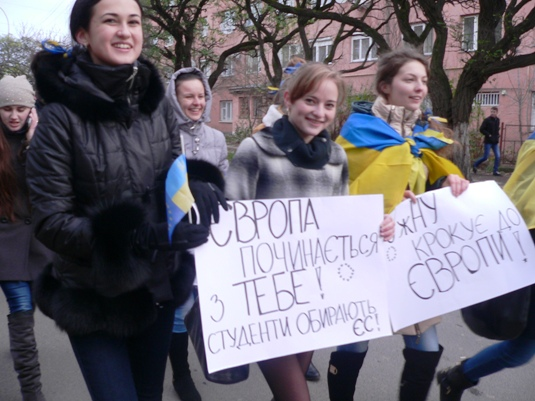 ЄВРОПА
ПОЧИНАЄТЬСЯ
З ТЕБЕ!
СТУДЕНТИ ОБИРАЮТЬ
ЄС!
жНУ
КРОКУЄ ДО
ЄВРОПИ!